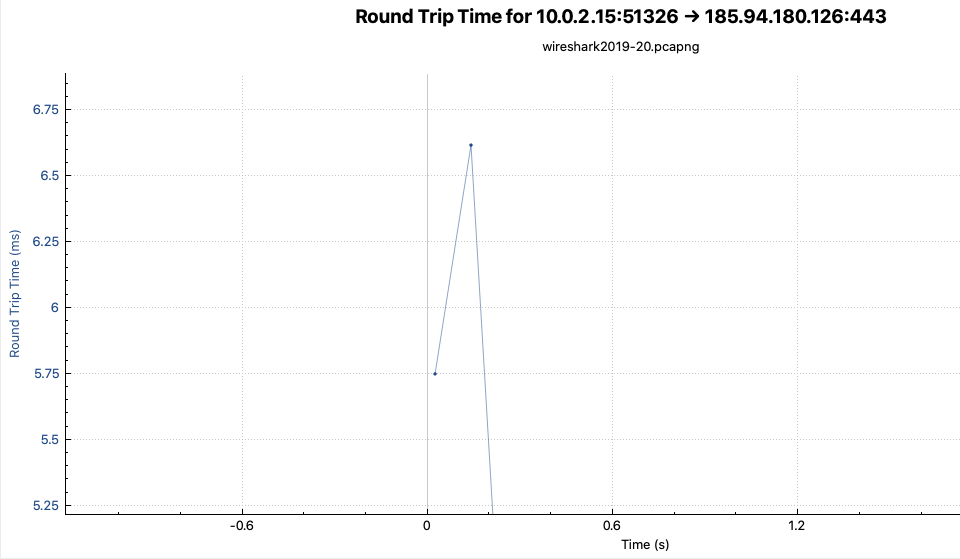 Round Trip Time for 10.0.2.15:51326 → 185.94.180.126:443
wireshark2019-20.pcapng
6.75
6.5
6.25
6
5.75
5.5
5.25
Round Trip Time (ms)
-0.6
0
0.6
1.2
Time (s)